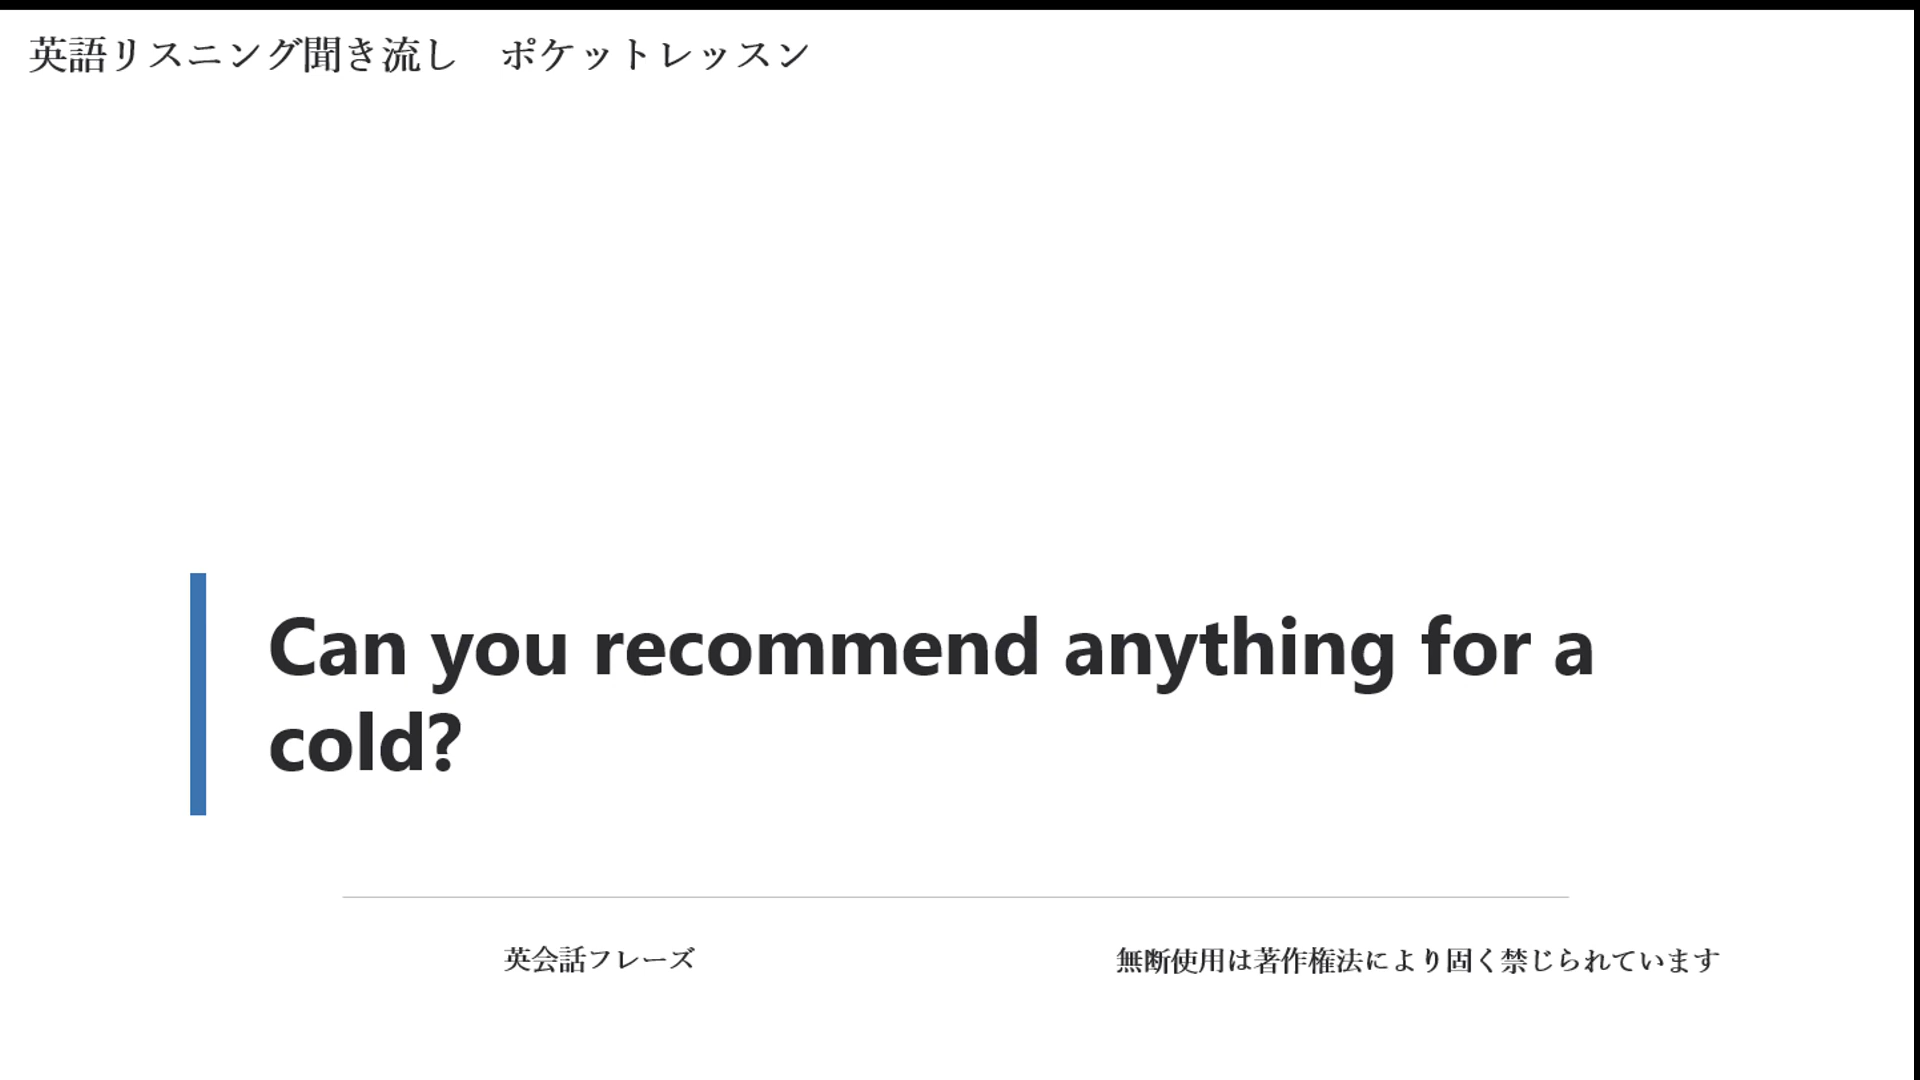 英語リスニング聞き流し　ポケットレッスン
Can you recommend anything for a
cold?
英会話フレーズ
無断使用は著作権法により固く禁じられています